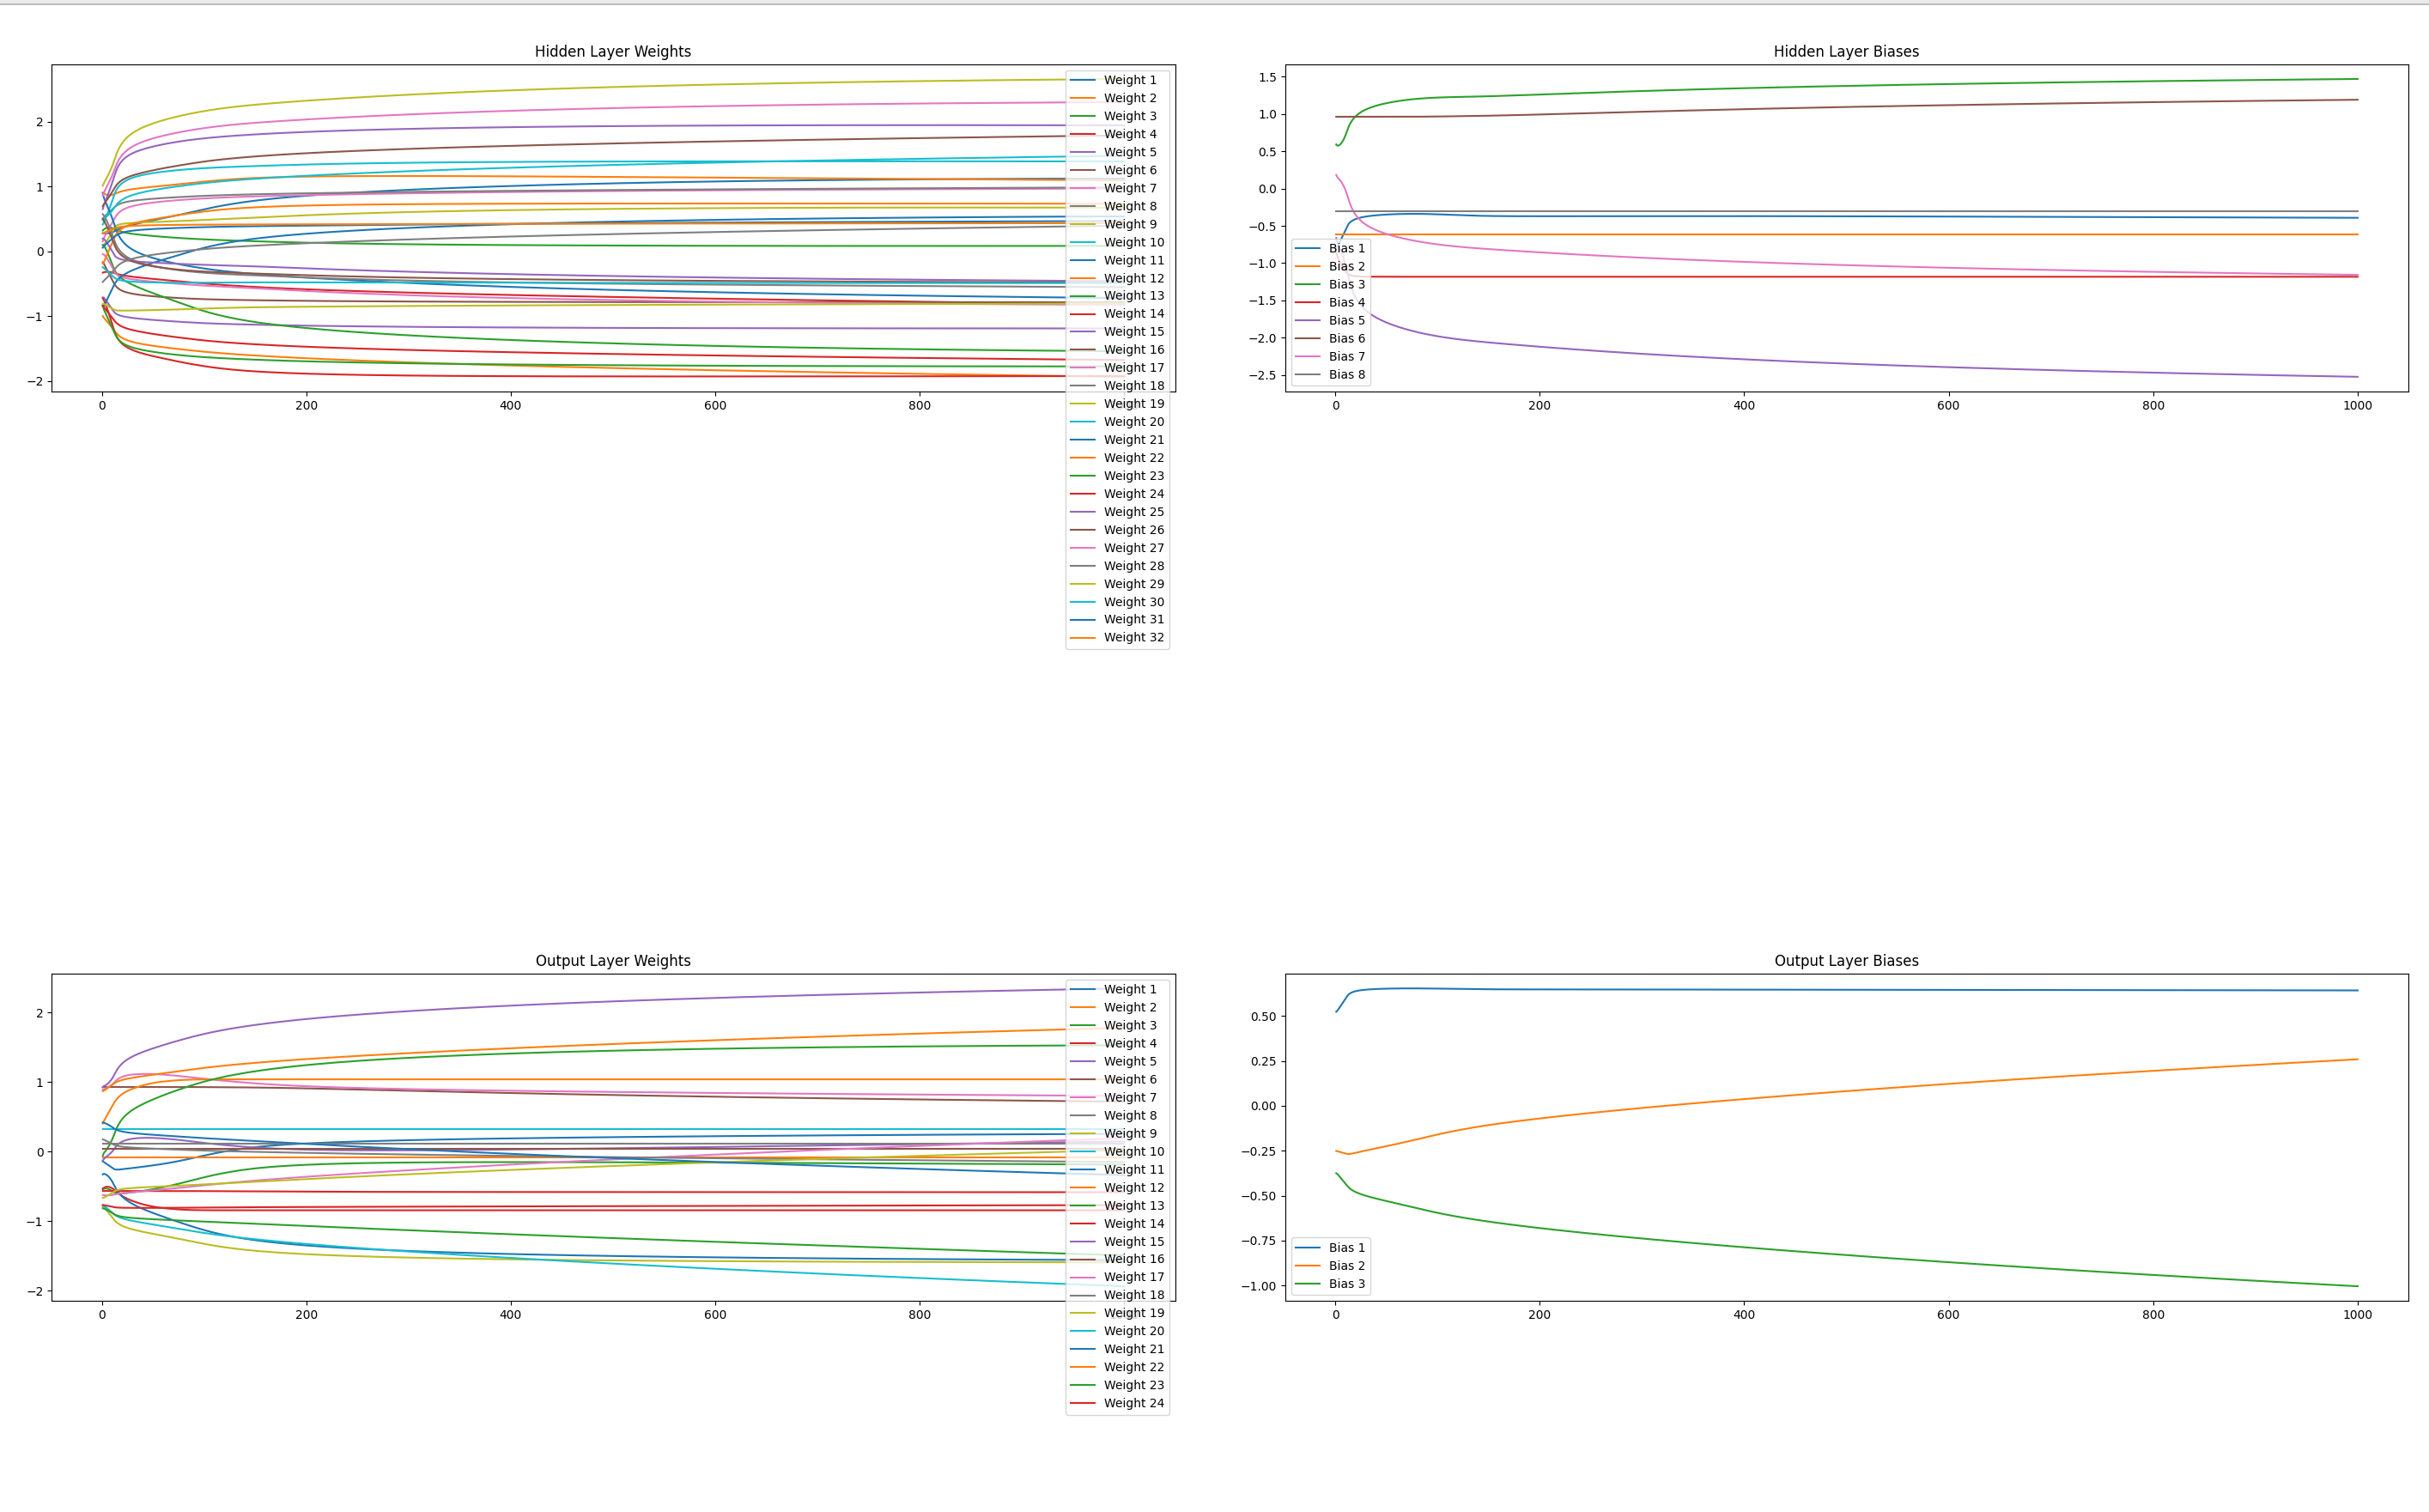 Hidden Layer Weights
2
1
0
−1
−2
0
200
400
600
800
Weight 1
Weight 2
Weight 3
Weight 4
Weight 5
Weight 6
Weight 7
Weight 8
Weight 9
Weight 10
Weight 11
Weight 12
Weight 13
Weight 14
Weight 15
Weight 16
Weight 17
Weight 18
Weight 19
Weight 20
Weight 21
Weight 22
Weight 23
Weight 24
Weight 25
Weight 26
Weight 27
Weight 28
Weight 29
Weight 30
Weight 31
Weight 32
Hidden Layer Biases
1.5
1.0
0.5
0.0
−0.5
−1.0
−1.5
−2.0
−2.5
Bias 1
Bias 2
Bias 3
Bias 4
Bias 5
Bias 6
Bias 7
Bias 8
0
200
400
600
800
1000
Output Layer Weights
2
1
0
−1
−2
0
200
400
600
800
Weight 1
Weight 2
Weight 3
Weight 4
Weight 5
Weight 6
Weight 7
Weight 8
Weight 9
Weight 10
Weight 11
Weight 12
Weight 13
Weight 14
Weight 15
Weight 16
Weight 17
Weight 18
Weight 19
Weight 20
Weight 21
Weight 22
Weight 23
Weight 24
Output Layer Biases
0.50
0.25
0.00
−0.25
−0.50
−0.75
−1.00
Bias 1
Bias 2
Bias 3
0
200
400
600
800
1000